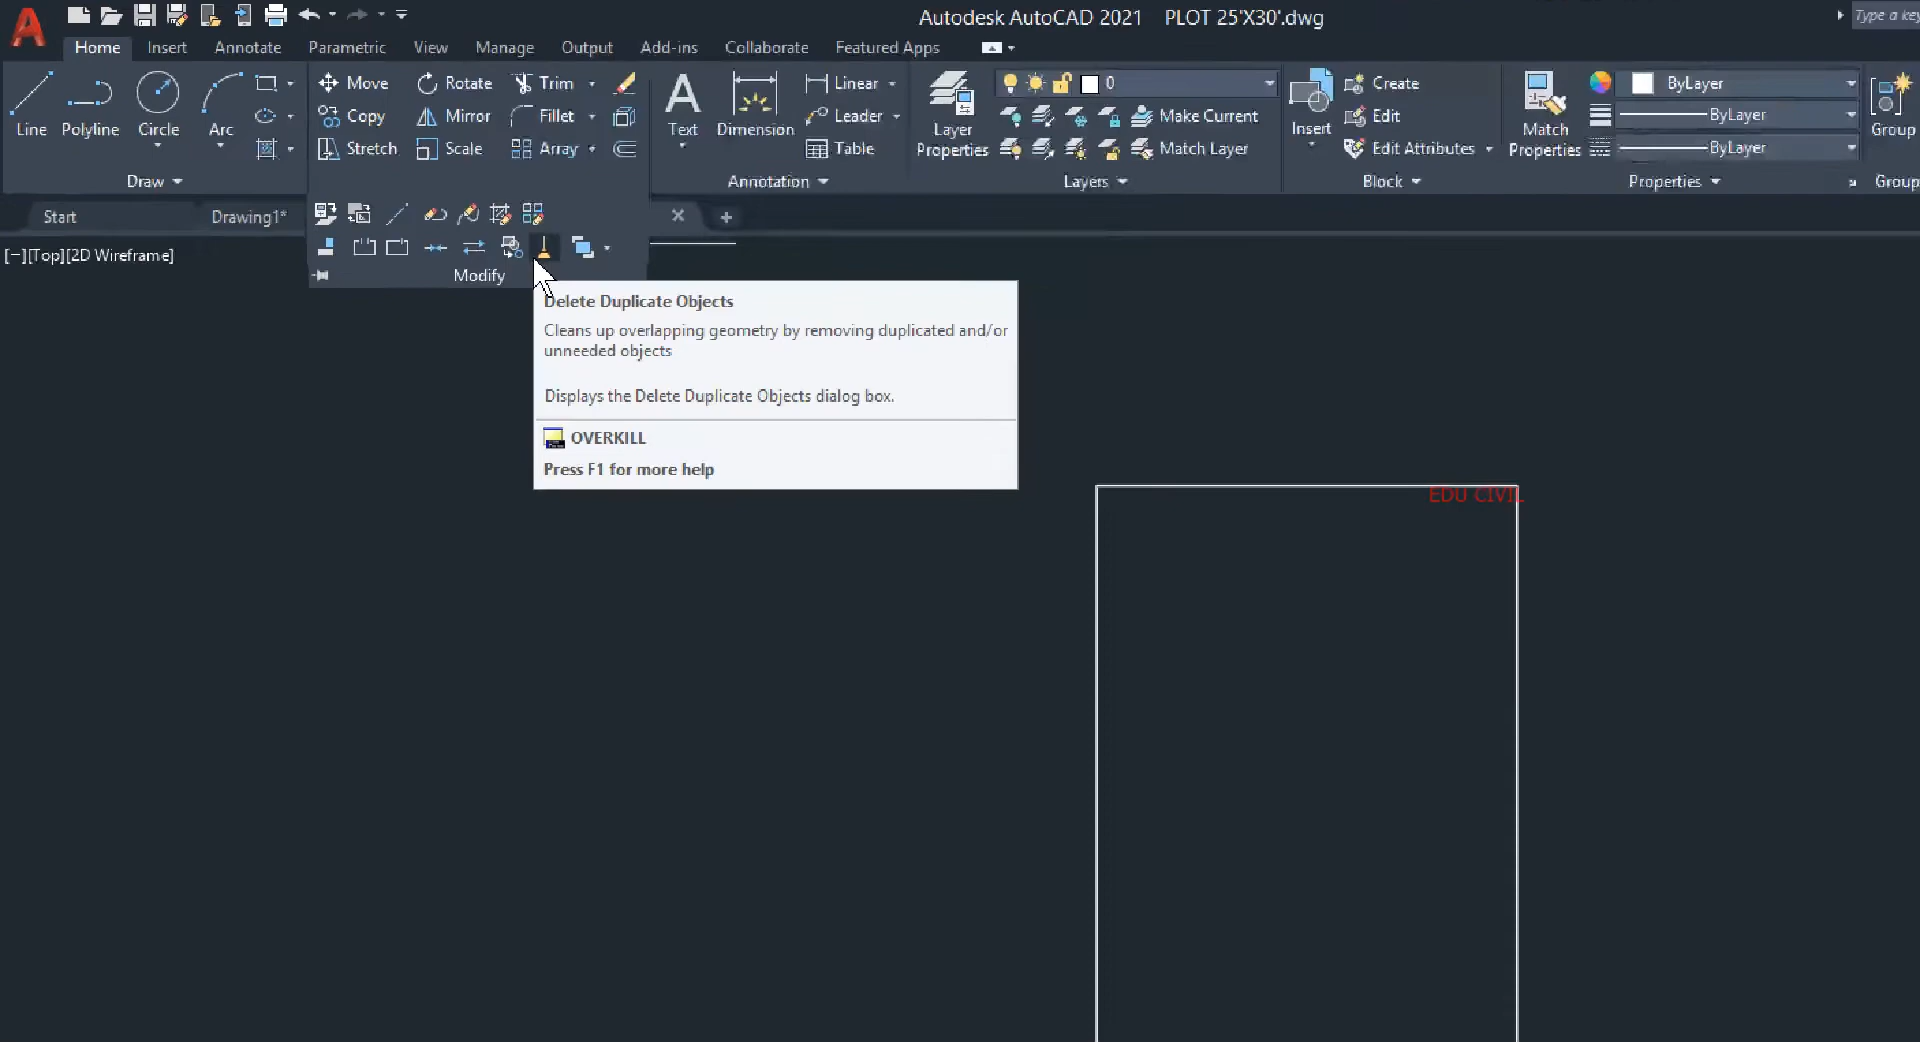 Autodesk AutoCAD 2021 PLOT 25'X30'.dwg
Type a key
Home Insert Annotate Parametric View Manage Output Add-ins Collaborate Featured Apps
Line Polyline Circle Arc
Draw
Move Rotate Trim
Copy Mirror Fillet
Stretch Scale Array
Text Dimension
Linear
Leader
Table
Annotation
Layer Properties
0
Make Current
Match Layer
Layers
Insert
Create
Edit
Edit Attributes
Block
Match Properties
ByLayer
ByLayer
ByLayer
Properties
Group
Group
Start Drawing1*
[−][Top][2D Wireframe]
Modify
Delete Duplicate Objects
Cleans up overlapping geometry by removing duplicated and/or
unneeded objects
Displays the Delete Duplicate Objects dialog box.
OVERKILL
Press F1 for more help
EDU CIVIL